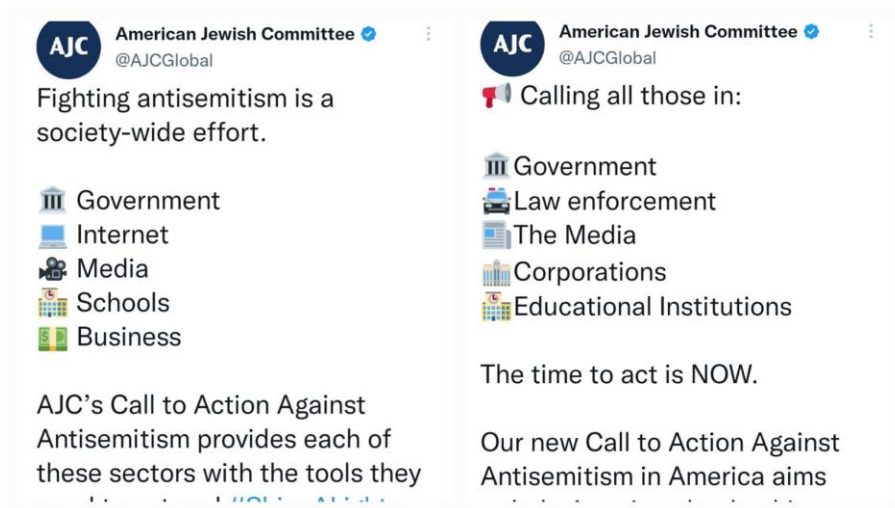 AJC
American Jewish Committee
@AJCGlobal
Fighting antisemitism is a
society-wide effort.
Government
Internet
Media
Schools
Business
AJC's Call to Action Against
Antisemitism provides each of
these sectors with the tools they
AJC
American Jewish Committee
@AJCGlobal
Calling all those in:
Government
Law enforcement
The Media
Corporations
Educational Institutions
The time to act is NOW.
Our new Call to Action Against
Antisemitism in America aims